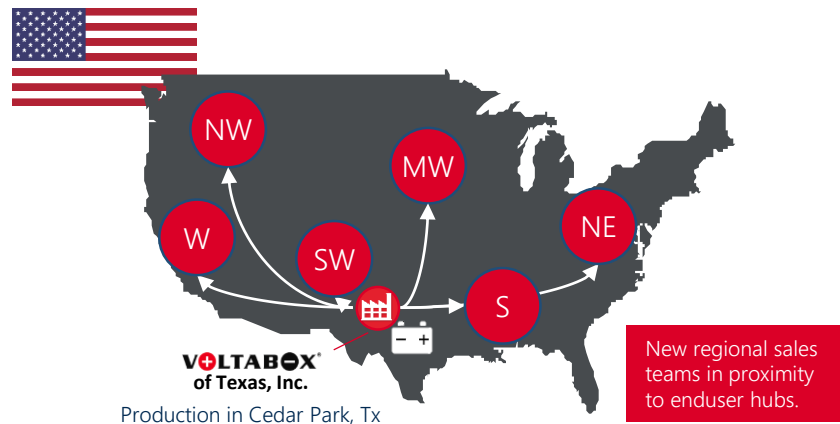 NW
MW
W
SW
NE
S
− +
VOLTABOX®
of Texas, Inc.
Production in Cedar Park, Tx
New regional sales
teams in proximity
to enduser hubs.